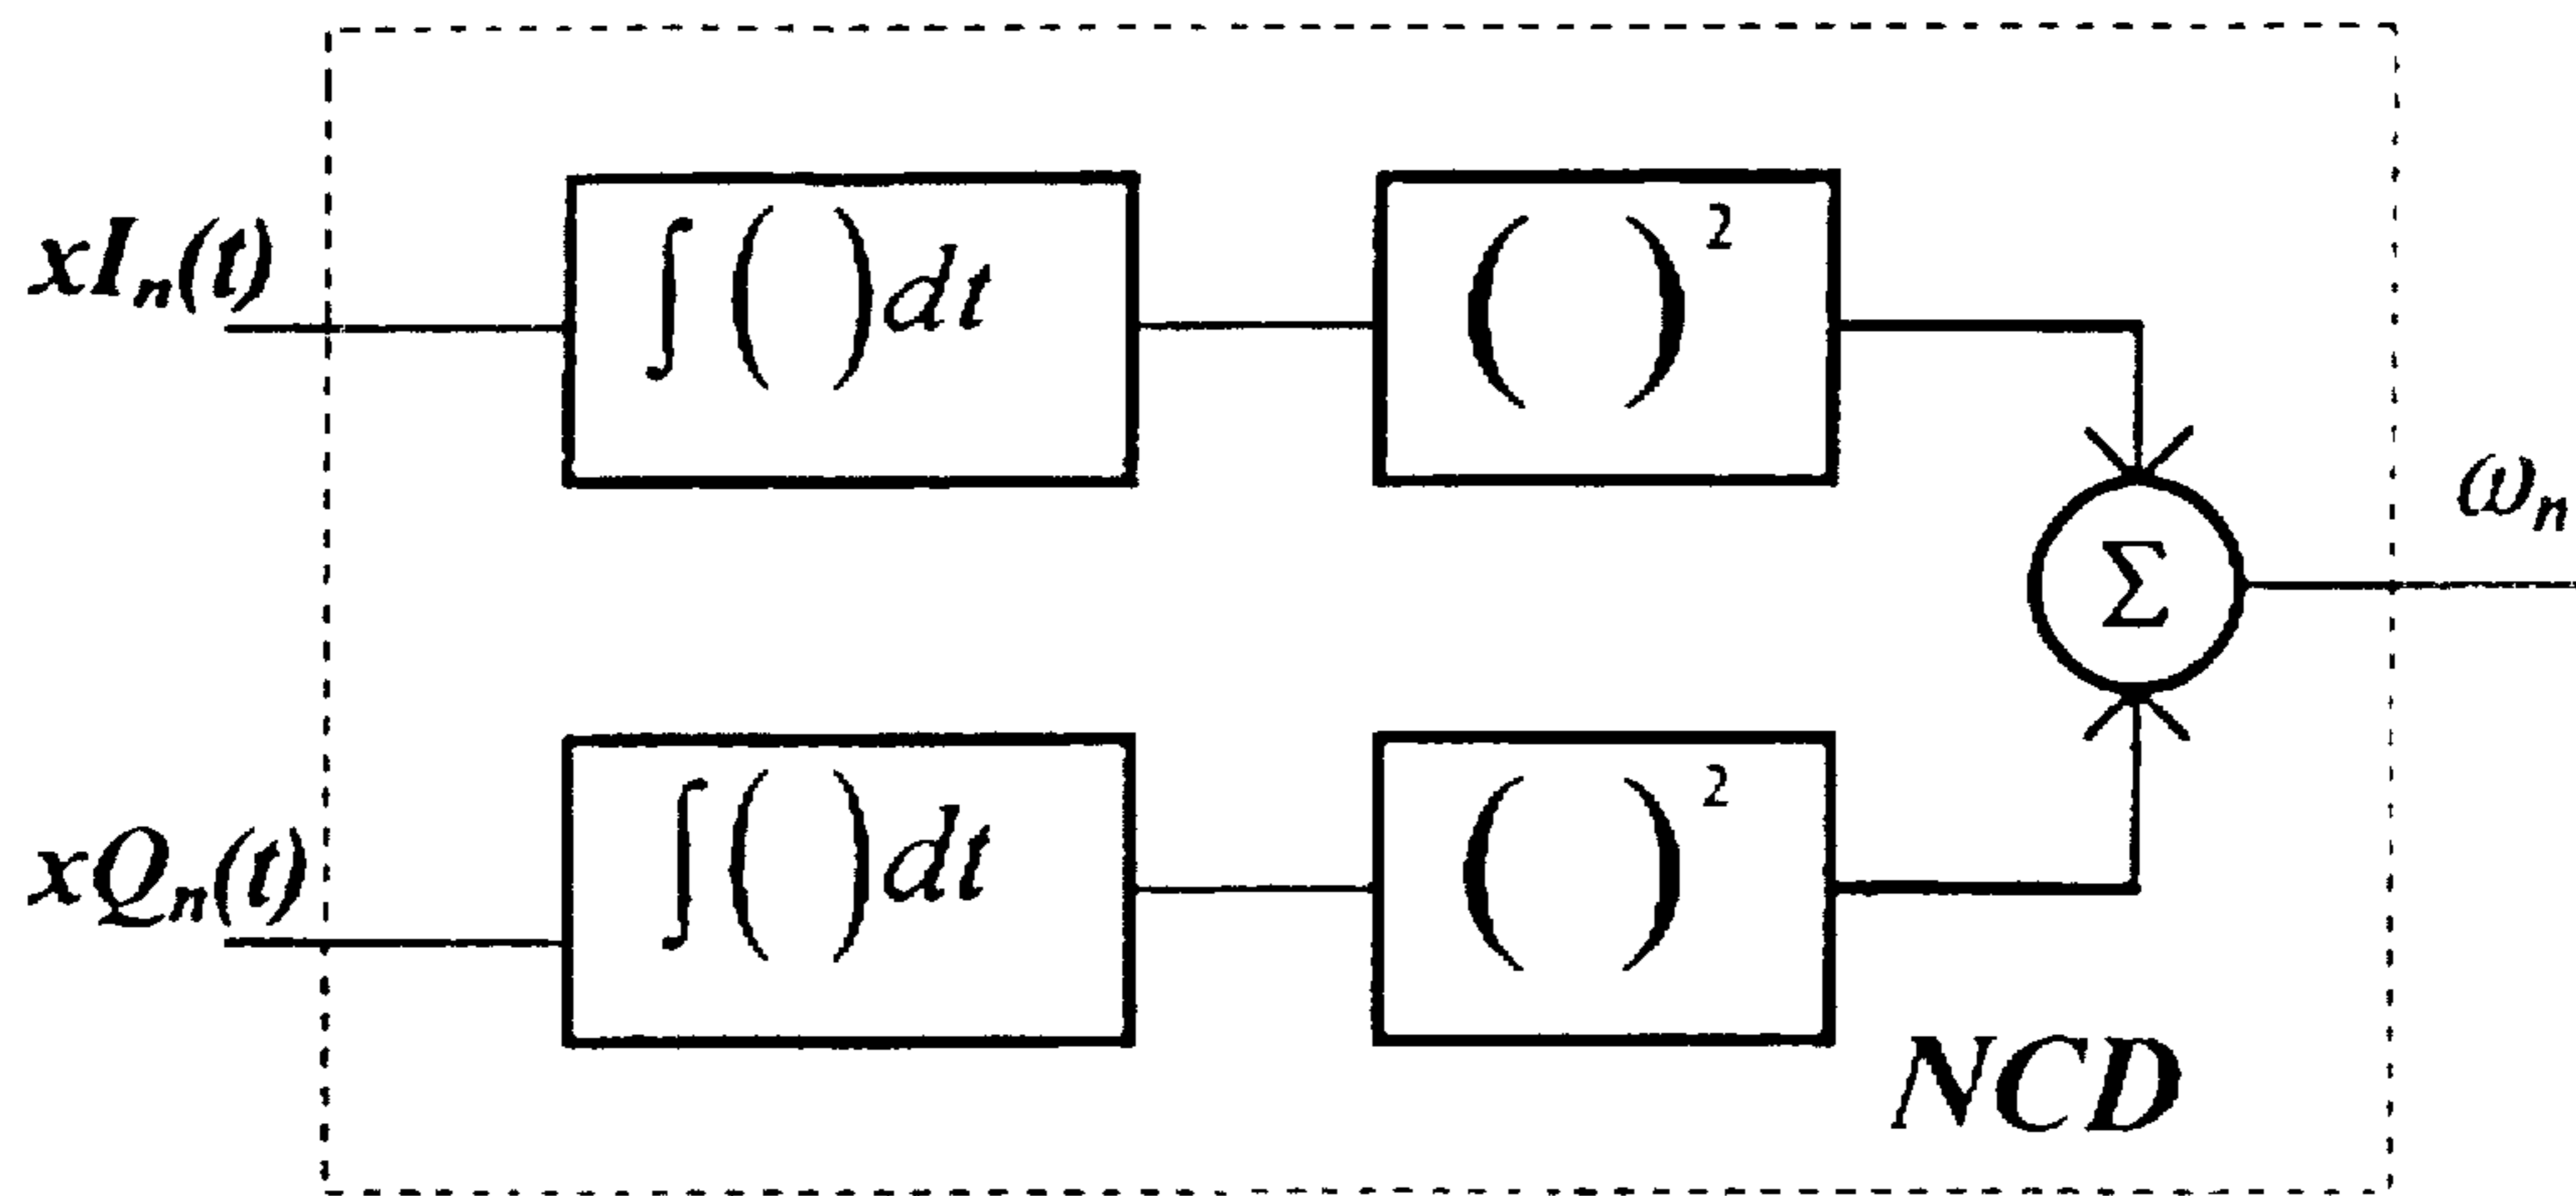 xIₙ(t)
∫( )dt
( )²
ωₙ
Σ
xQₙ(t)
∫( )dt
( )²
NCD